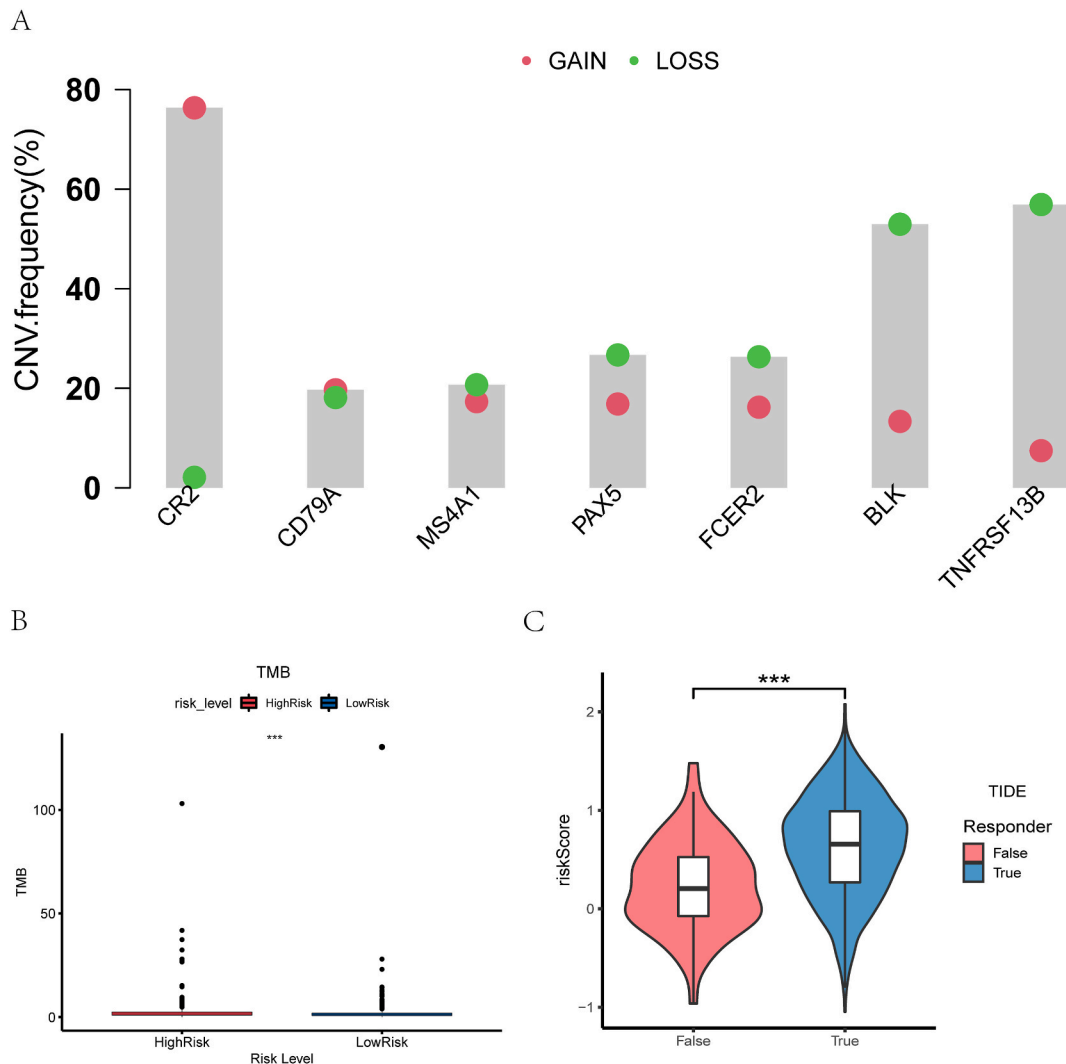 A
GAIN LOSS
CNV.frequency(%)
80
60
40
20
0
CR2
CD79A
MS4A1
PAX5
FCER2
BLK
TNFRSF13B
B
TMB
risk_level HighRisk LowRisk
***
TMB
100
50
0
HighRisk LowRisk
Risk Level
C
***
riskScore
2
1
0
−1
False True
TIDE
Responder
False
True